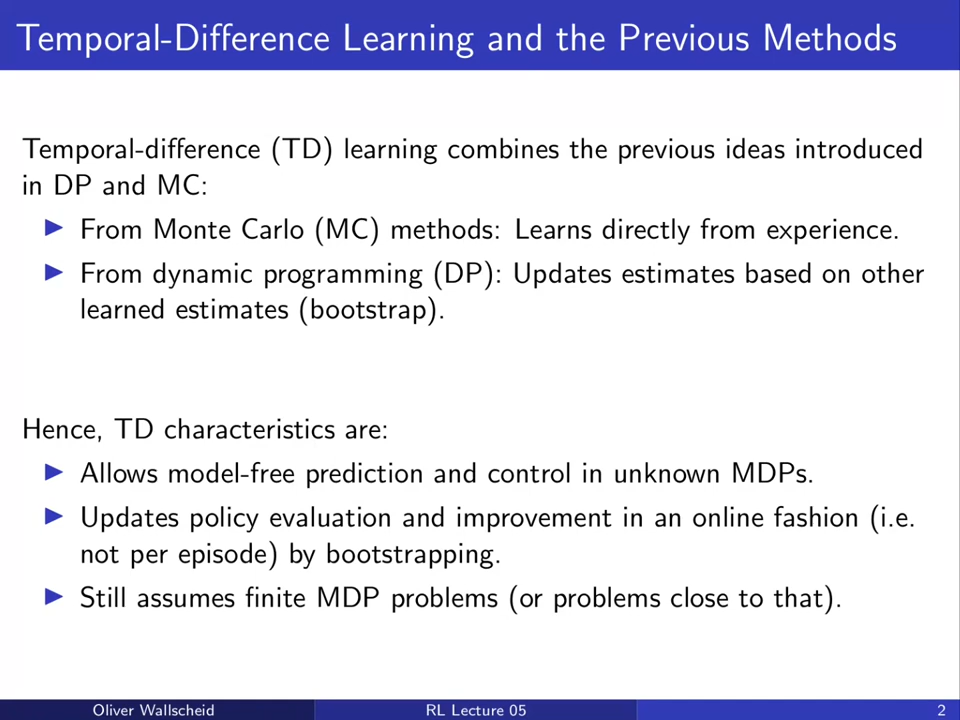 Temporal-Difference Learning and the Previous Methods
Temporal-difference (TD) learning combines the previous ideas introduced
in DP and MC:
▶ From Monte Carlo (MC) methods: Learns directly from experience.
▶ From dynamic programming (DP): Updates estimates based on other
learned estimates (bootstrap).
Hence, TD characteristics are:
▶ Allows model-free prediction and control in unknown MDPs.
▶ Updates policy evaluation and improvement in an online fashion (i.e.
not per episode) by bootstrapping.
▶ Still assumes finite MDP problems (or problems close to that).
Oliver Wallscheid RL Lecture 05 2